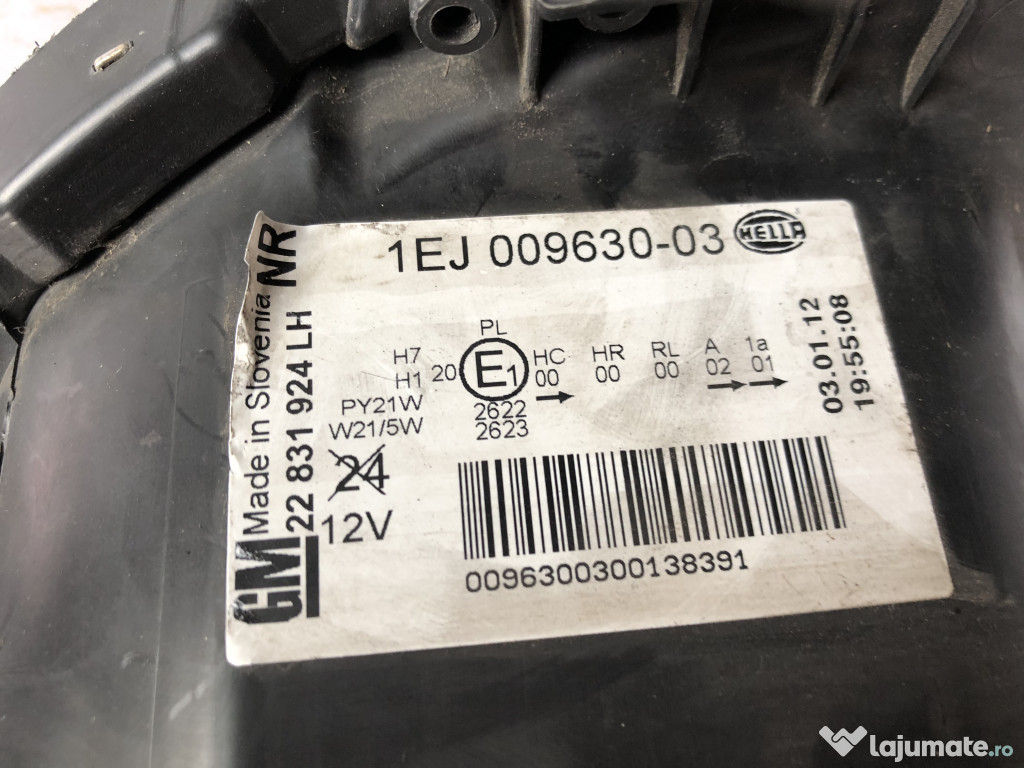 1EJ 009630-03 HELLA
NR
Made in Slovenia
22 831 924 LH
GM
PL
H7
H1
PY21W
W21/5W
24
12V
20 E1
2622
2623
HC
00
HR
00
RL
00
A
02
1a
01
03.01.12
19:55:08
0096300300138391
lajumate.ro